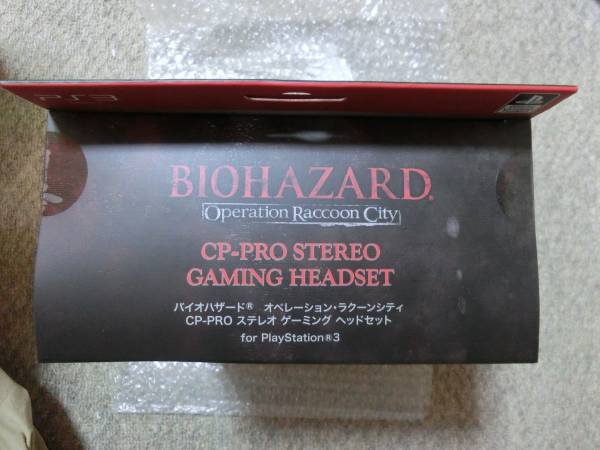 PS3
BIOHAZARD®
Operation Raccoon City
CP-PRO STEREO
GAMING HEADSET
バイオハザード® オペレーション・ラクーンシティ
CP-PRO ステレオ ゲーミング ヘッドセット
for PlayStation®3